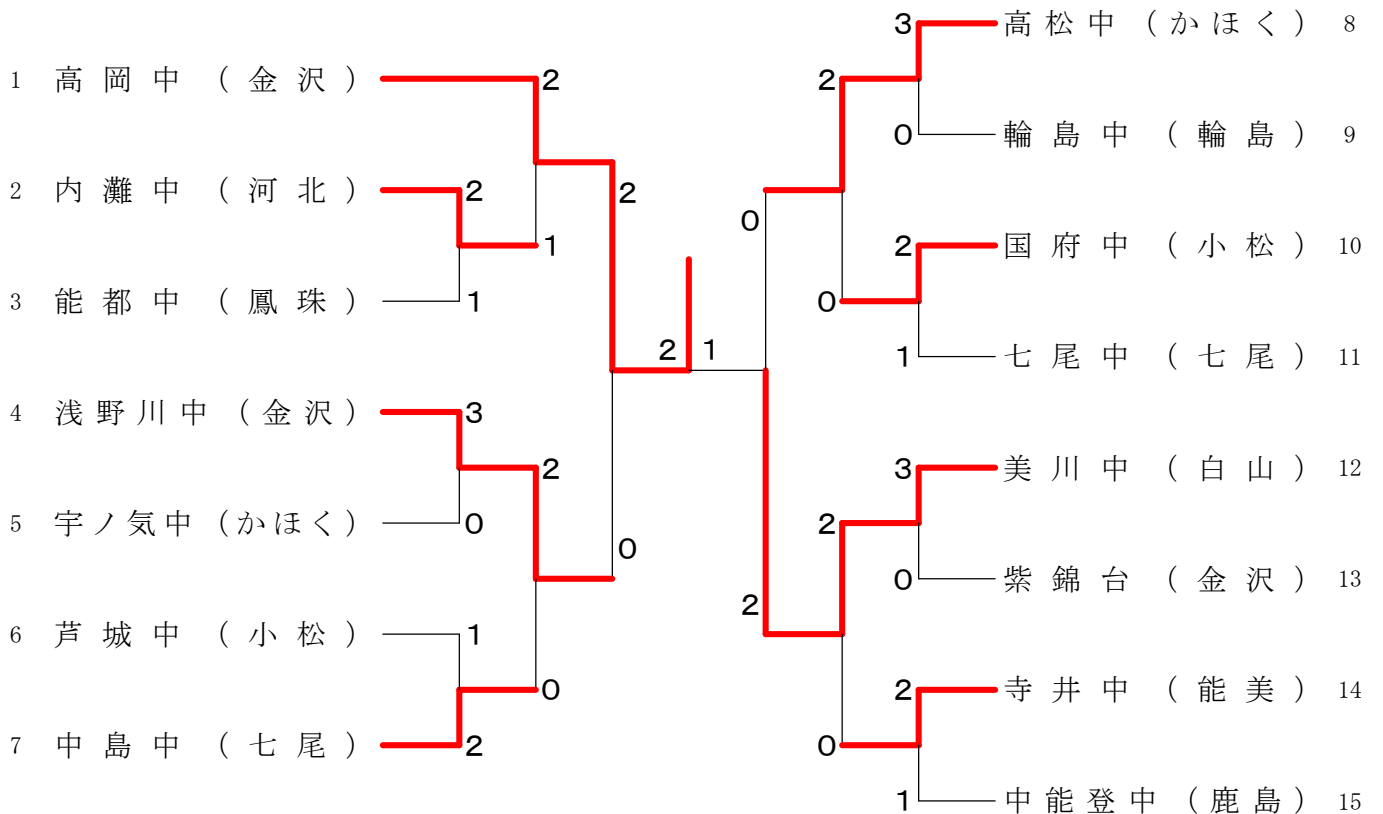 1 高岡中（金沢）
2 内灘中（河北）
3 能都中（鳳珠）
4 浅野川中（金沢）
5 宇ノ気中（かほく）
6 芦城中（小松）
7 中島中（七尾）
2
2
1
1
3
0
2
1
2
0
2
0
2 1
0
2
2
0
2
0
3
0
2
1
3
0
2
1
高松中（かほく） 8
輪島中（輪島） 9
国府中（小松） 10
七尾中（七尾） 11
美川中（白山） 12
紫錦台（金沢） 13
寺井中（能美） 14
中能登中（鹿島） 15